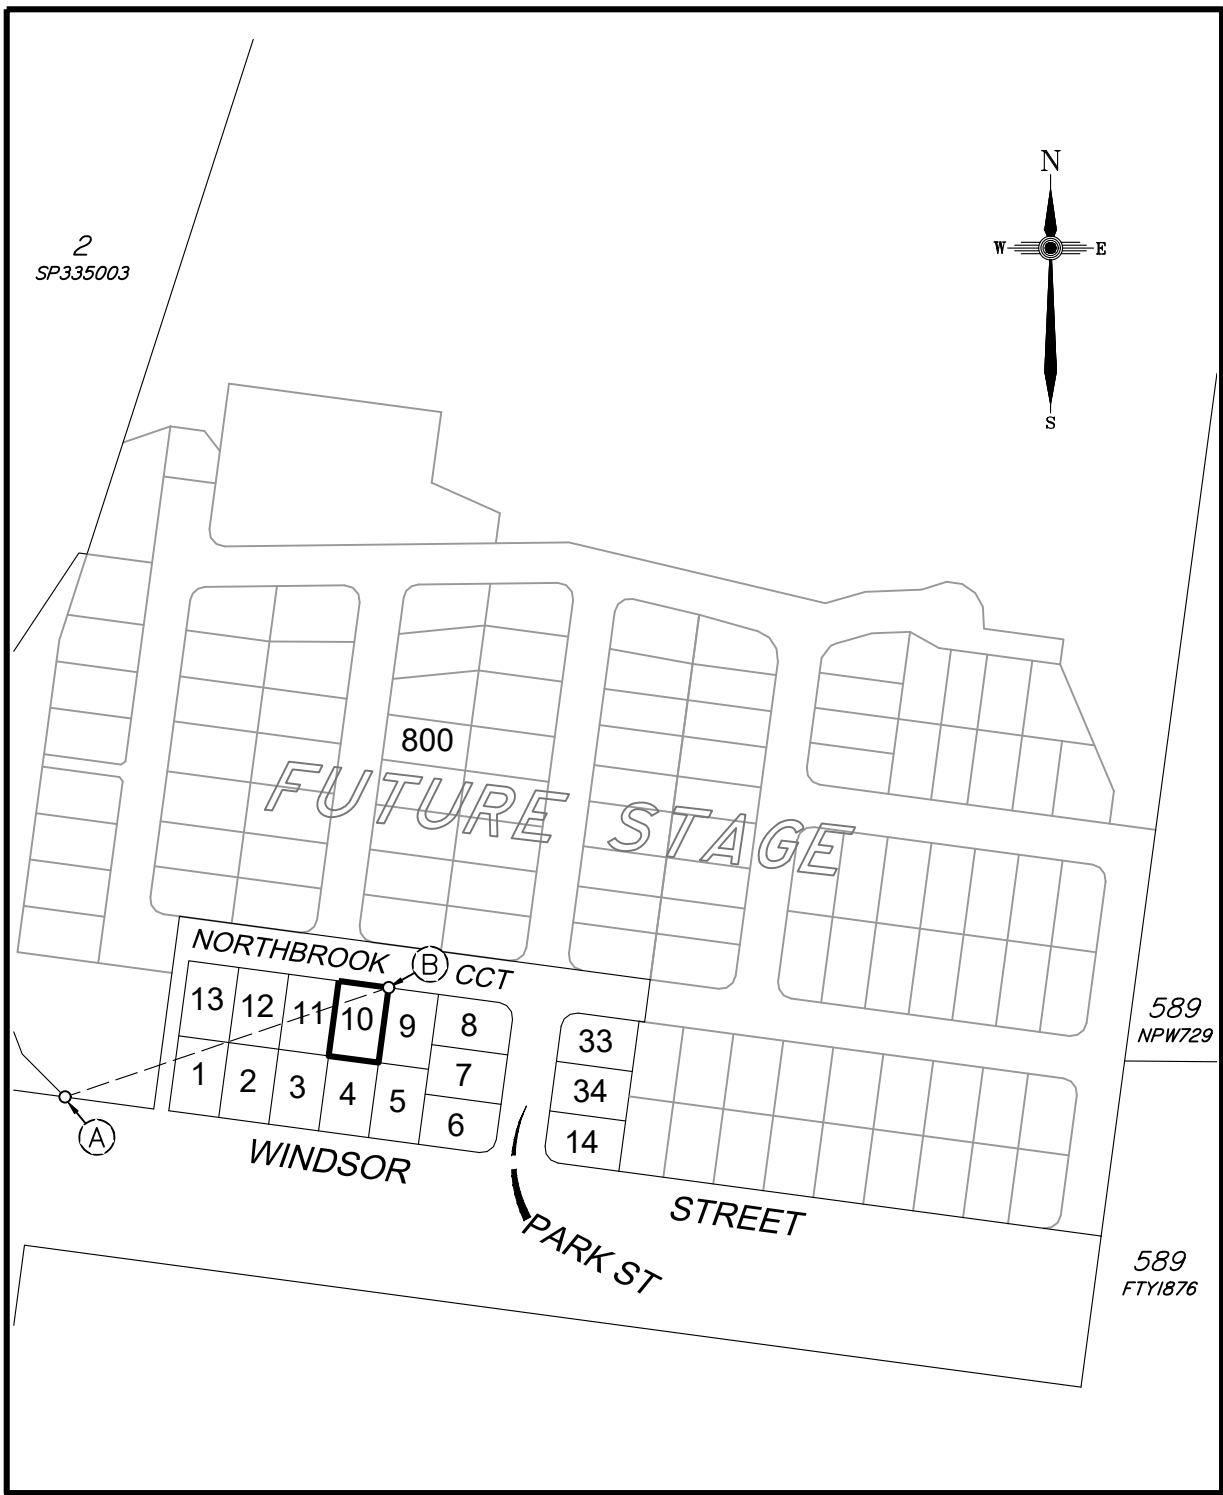 N
W E
S
2
SP335003
800
FUTURE STAGE
NORTHBROOK CCT
B
13 12 11 10 9 8
33
7
34
1 2 3 4 5
6
14
A
WINDSOR STREET
PARK ST
589
NPW729
589
FTY1876